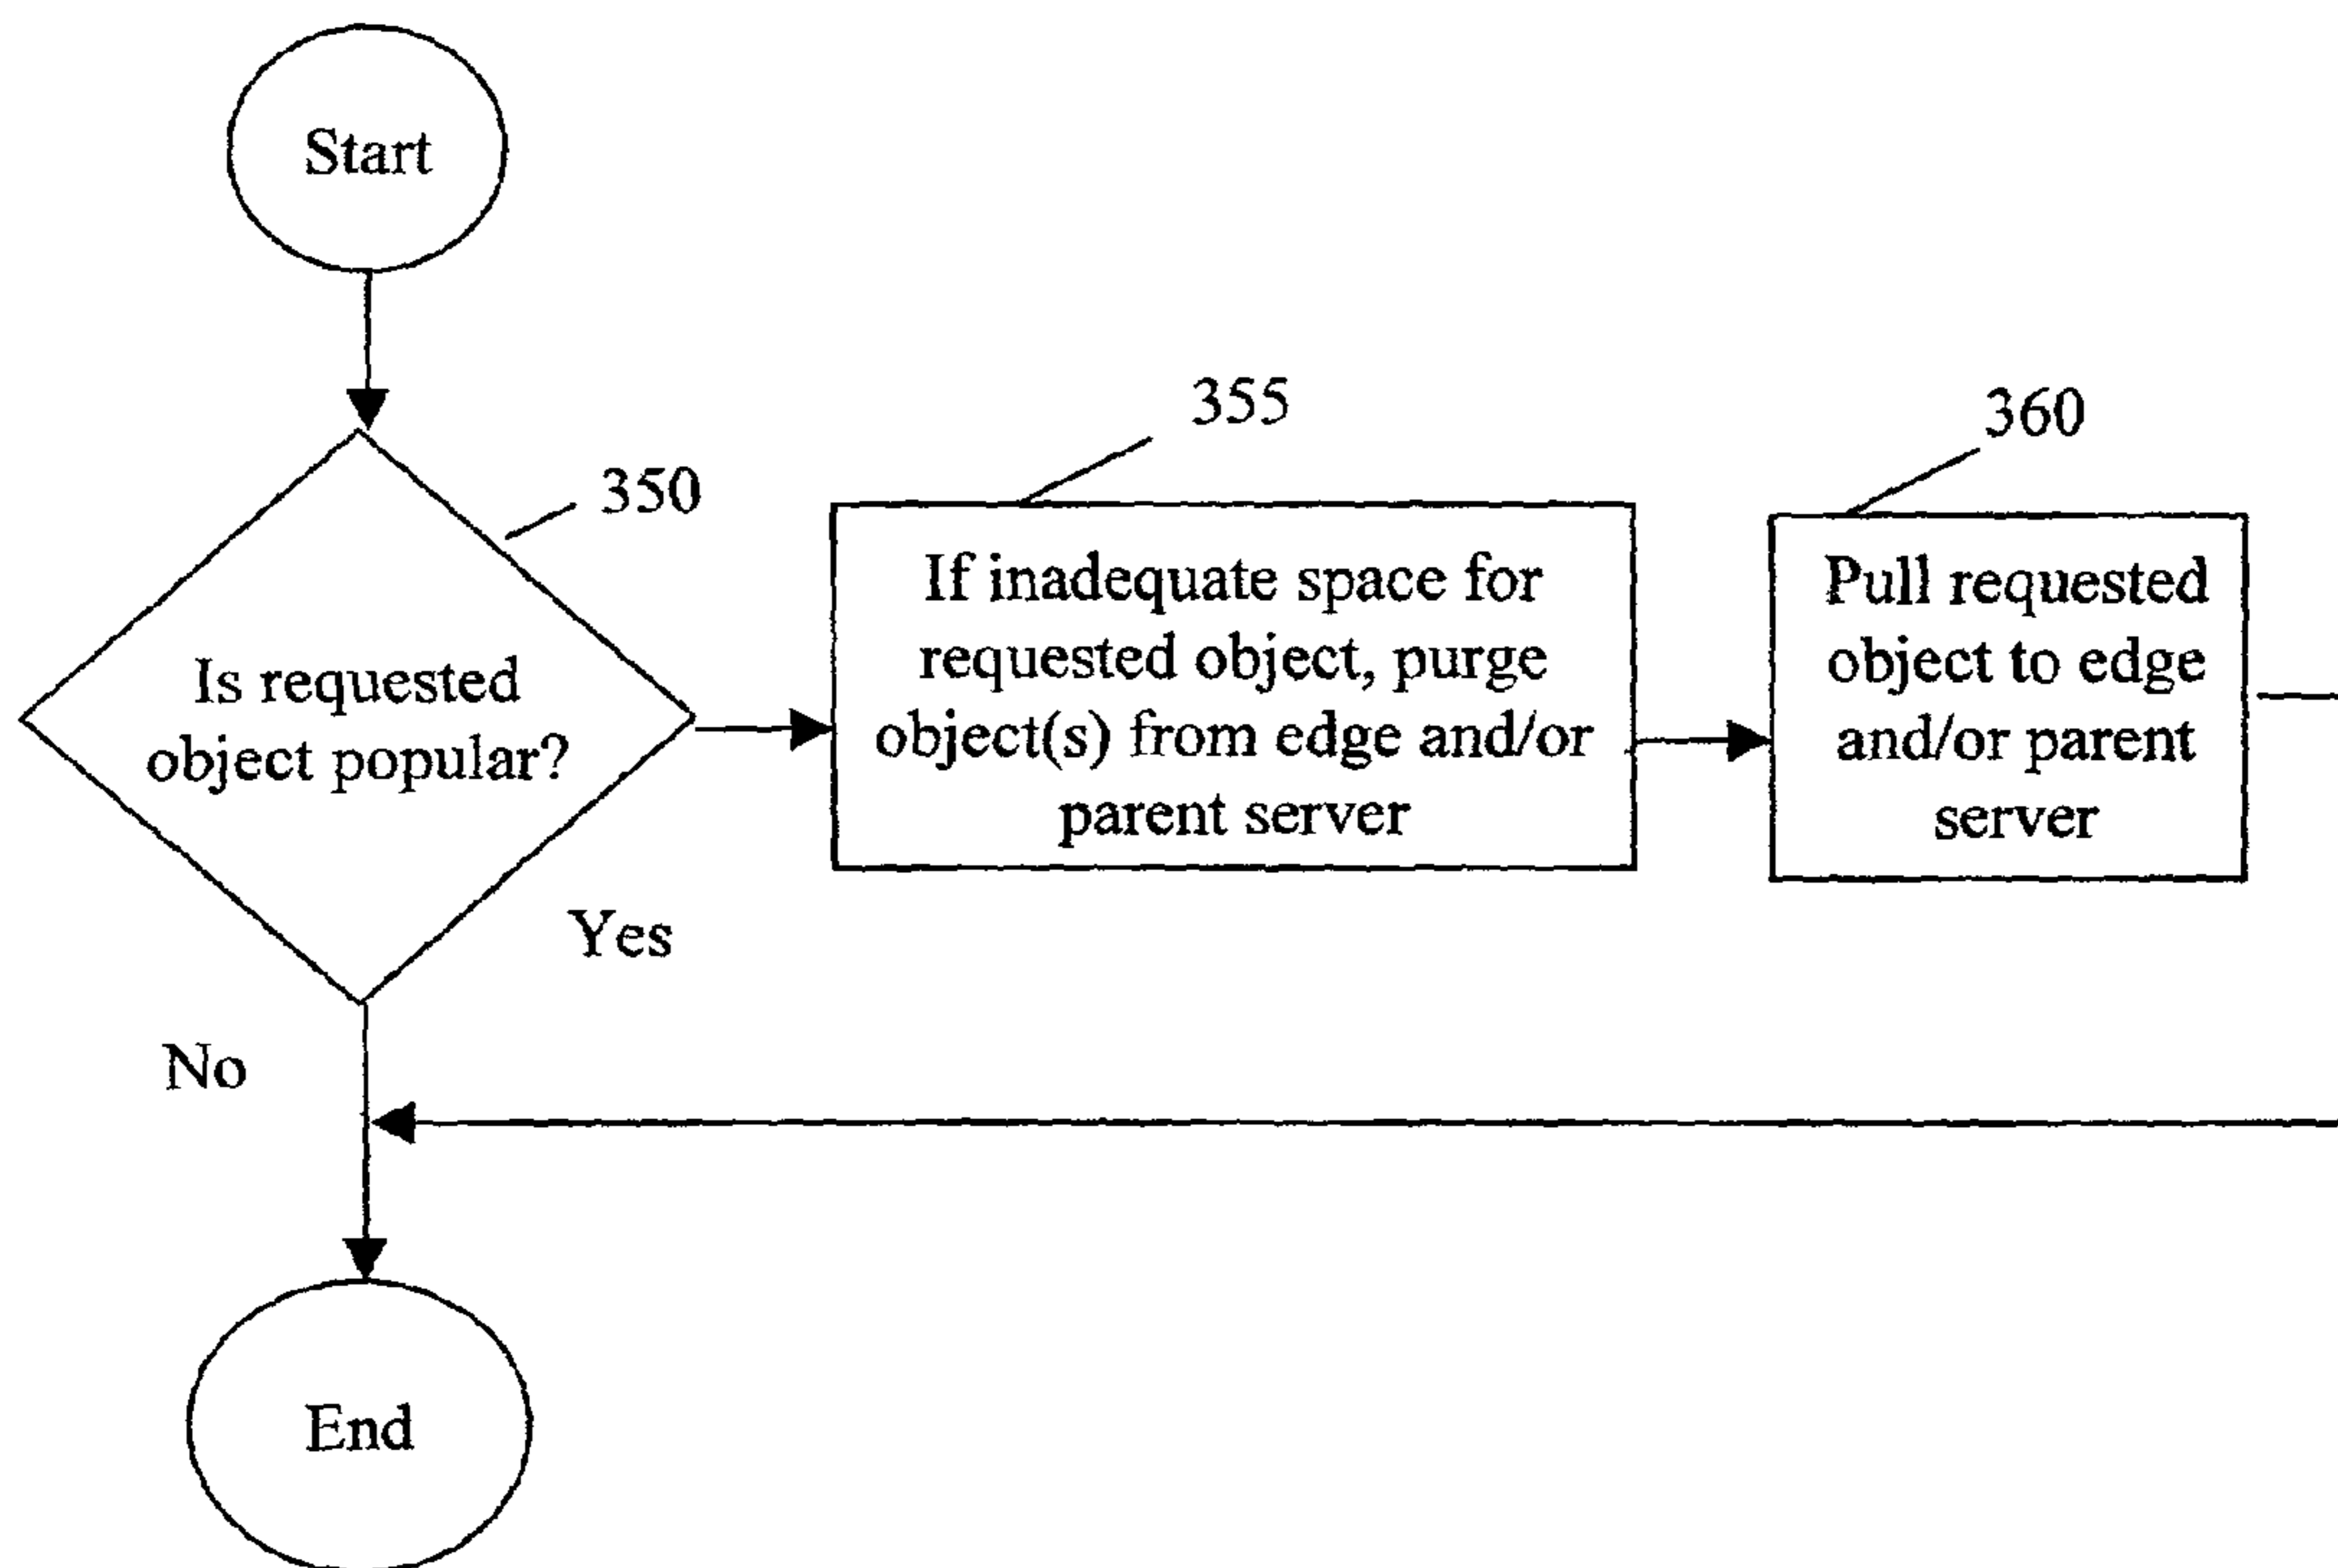 Start
350
Is requested
object popular?
355
If inadequate space for
requested object, purge
object(s) from edge and/or
parent server
360
Pull requested
object to edge
and/or parent
server
Yes
No
End